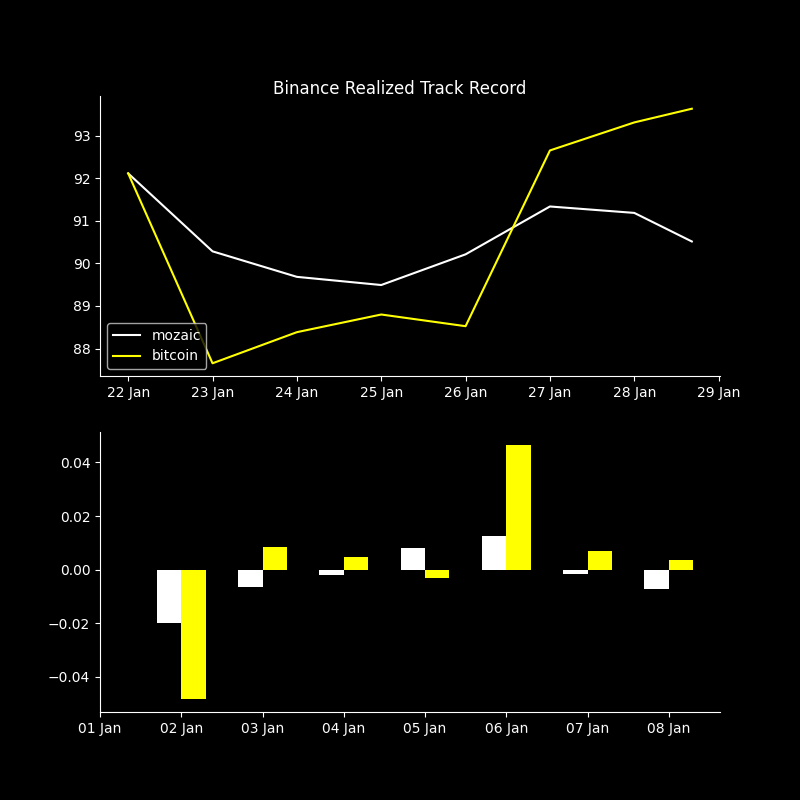 Binance Realized Track Record
93
92
91
90
89
88
mozaic
bitcoin
22 Jan 23 Jan 24 Jan 25 Jan 26 Jan 27 Jan 28 Jan 29 Jan
0.04
0.02
0.00
−0.02
−0.04
01 Jan 02 Jan 03 Jan 04 Jan 05 Jan 06 Jan 07 Jan 08 Jan